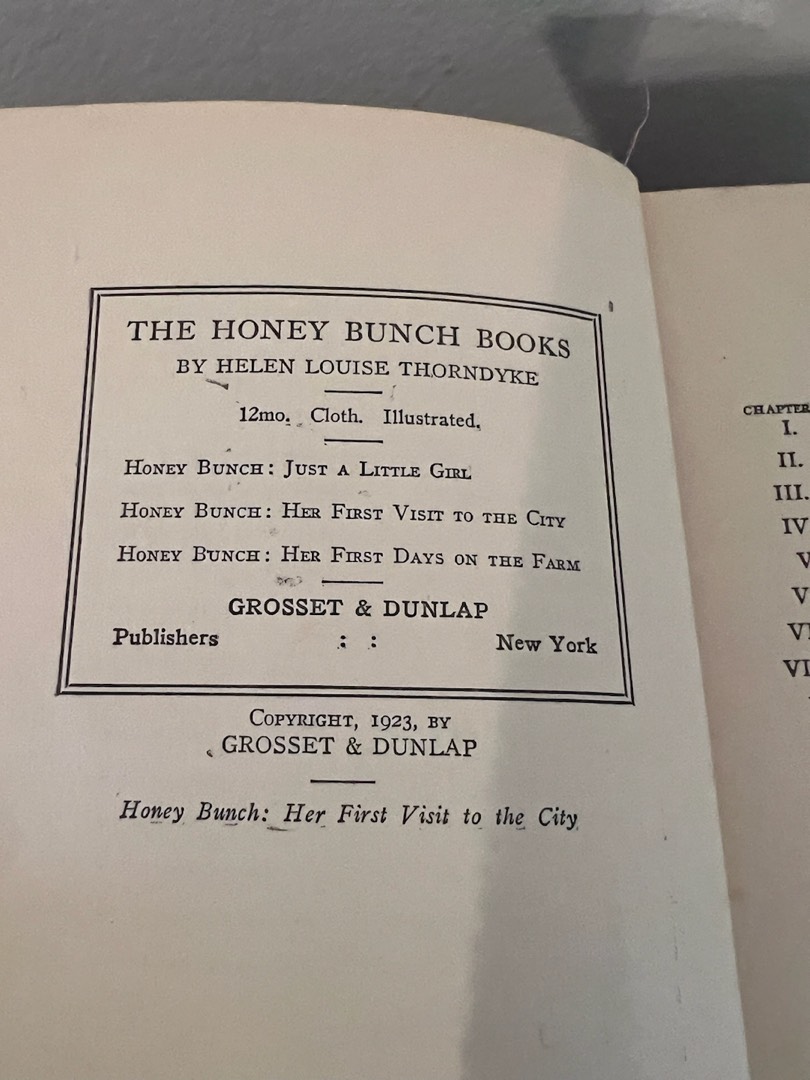 THE HONEY BUNCH BOOKS
BY HELEN LOUISE THORNDYKE
12mo. Cloth. Illustrated.
HONEY BUNCH: JUST A LITTLE GIRL
HONEY BUNCH: HER FIRST VISIT TO THE CITY
HONEY BUNCH: HER FIRST DAYS ON THE FARM
GROSSET & DUNLAP
Publishers : : New York
COPYRIGHT, 1923, BY
GROSSET & DUNLAP
Honey Bunch: Her First Visit to the City
CHAPTER
I.
II.
III.
IV